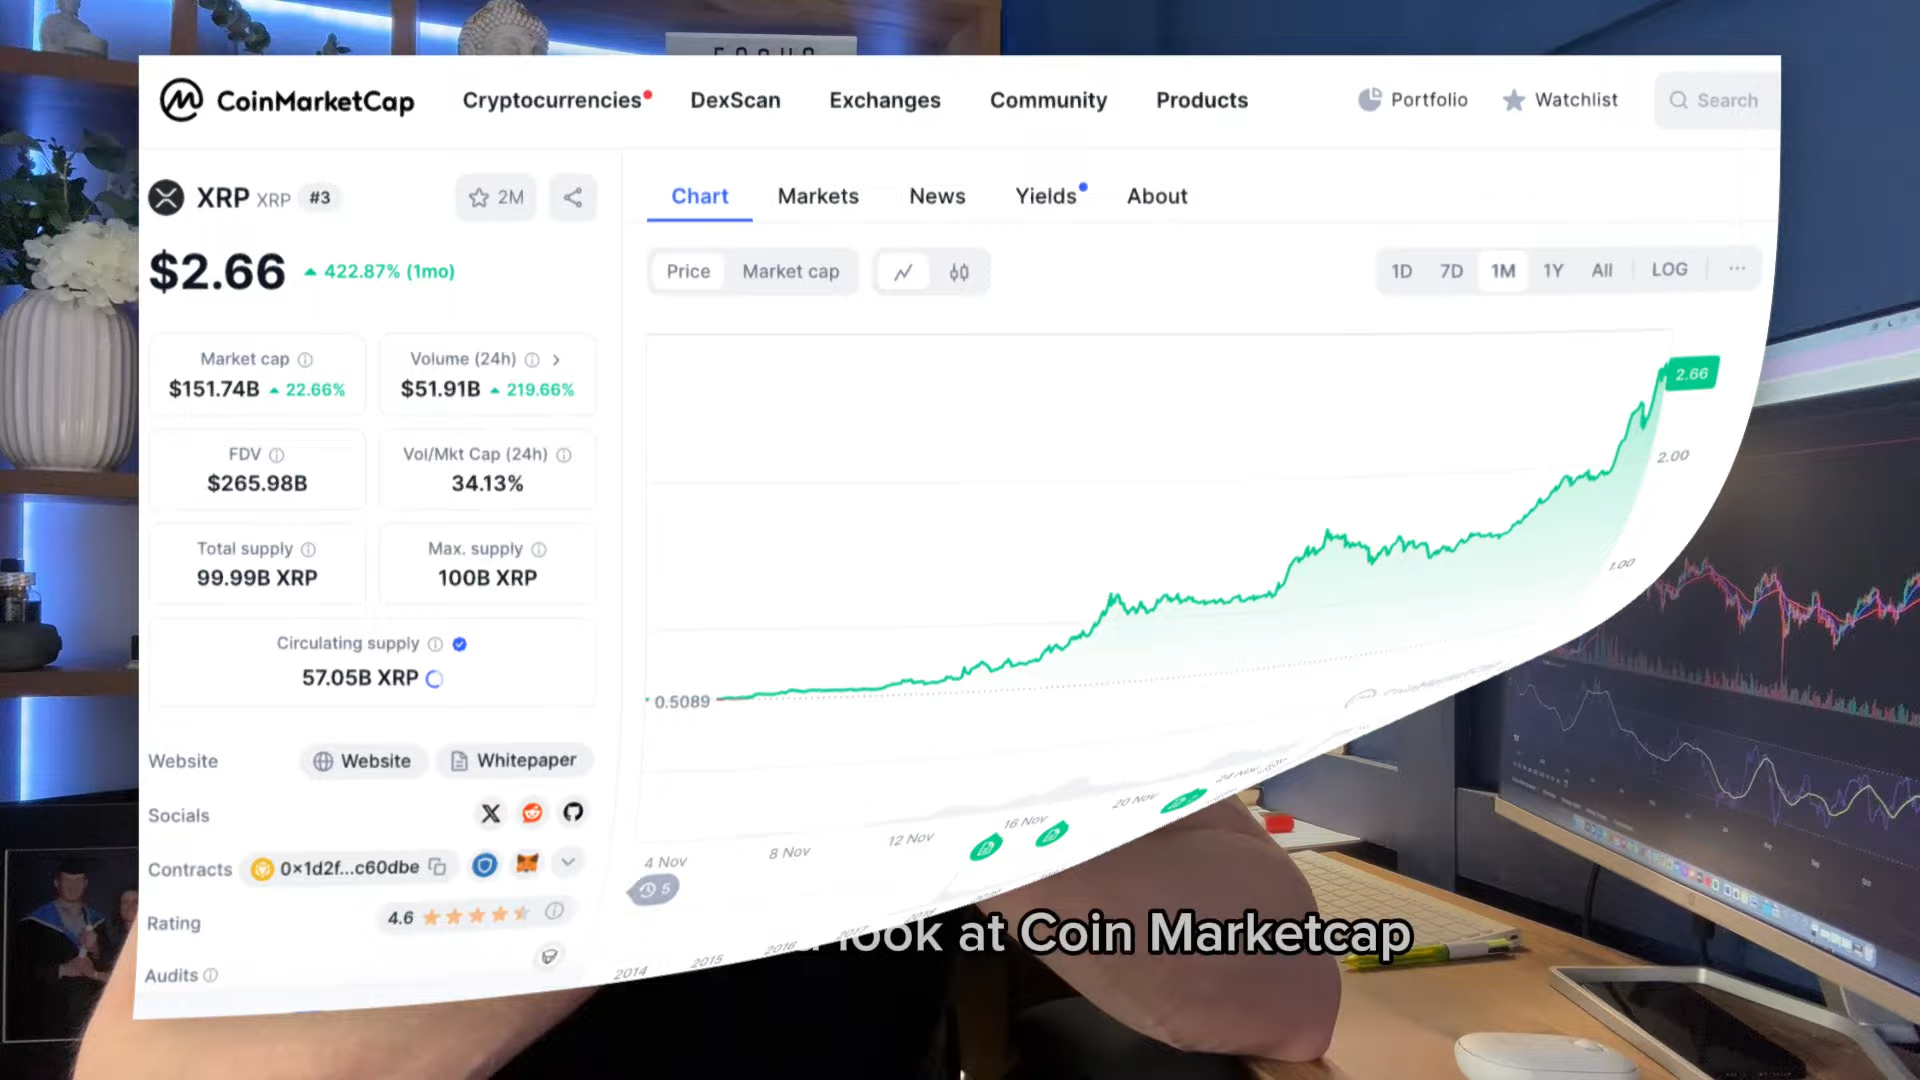 CoinMarketCap Cryptocurrencies DexScan Exchanges Community Products Portfolio Watchlist Search
XRP XRP #3 2M
$2.66 422.87% (1mo)
Market cap Volume (24h)
$151.74B 22.66% $51.91B 219.66%
FDV Vol/Mkt Cap (24h)
$265.98B 34.13%
Total supply Max. supply
99.99B XRP 100B XRP
Circulating supply
57.05B XRP
Website Website Whitepaper
Socials
Contracts 0x1d2f...c60dbe
Rating 4.6
Audits
Chart Markets News Yields About
Price Market cap 1D 7D 1M 1Y All LOG
2.66
2.00
1.00
0.5089
4 Nov 8 Nov 12 Nov 16 Nov 20 Nov
5
2014 2015 2016 2017
look at Coin Marketcap